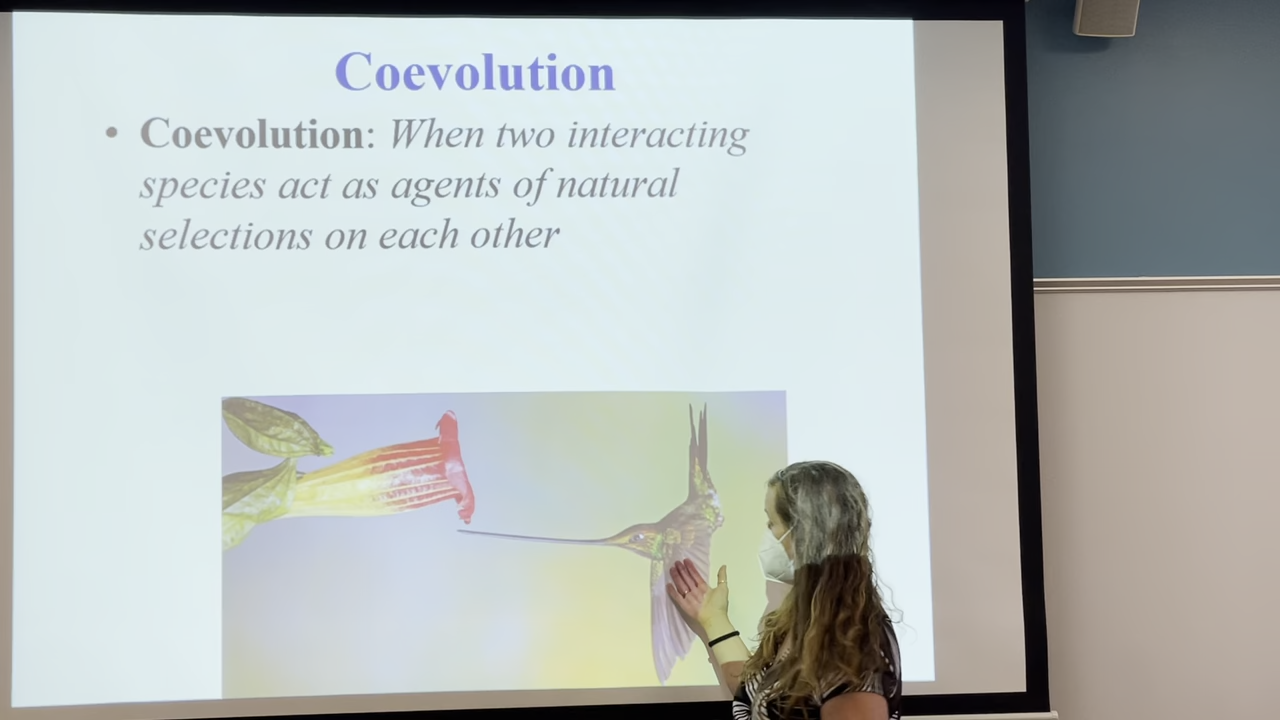 Coevolution
• Coevolution: When two interacting
species act as agents of natural
selections on each other